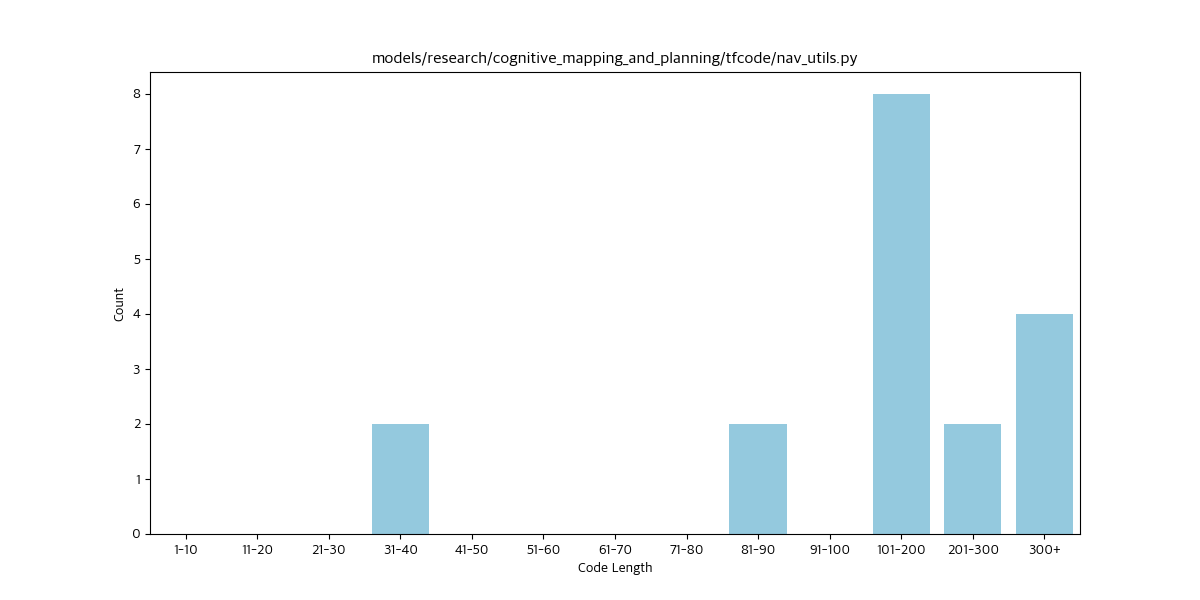 models/research/cognitive_mapping_and_planning/tfcode/nav_utils.py
8
7
6
5
4
3
2
1
0
Count
1-10 11-20 21-30 31-40 41-50 51-60 61-70 71-80 81-90 91-100 101-200 201-300 300+
Code Length